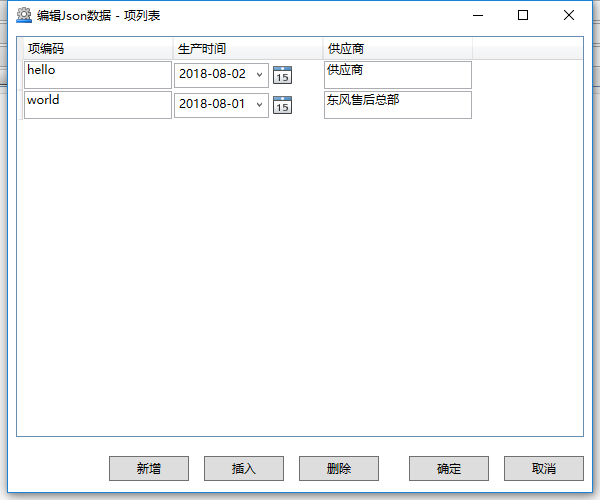 编辑Json数据 - 项列表
项编码 生产时间 供应商
hello 2018-08-02 15 供应商
world 2018-08-01 15 东风售后总部
新增 插入 删除 确定 取消